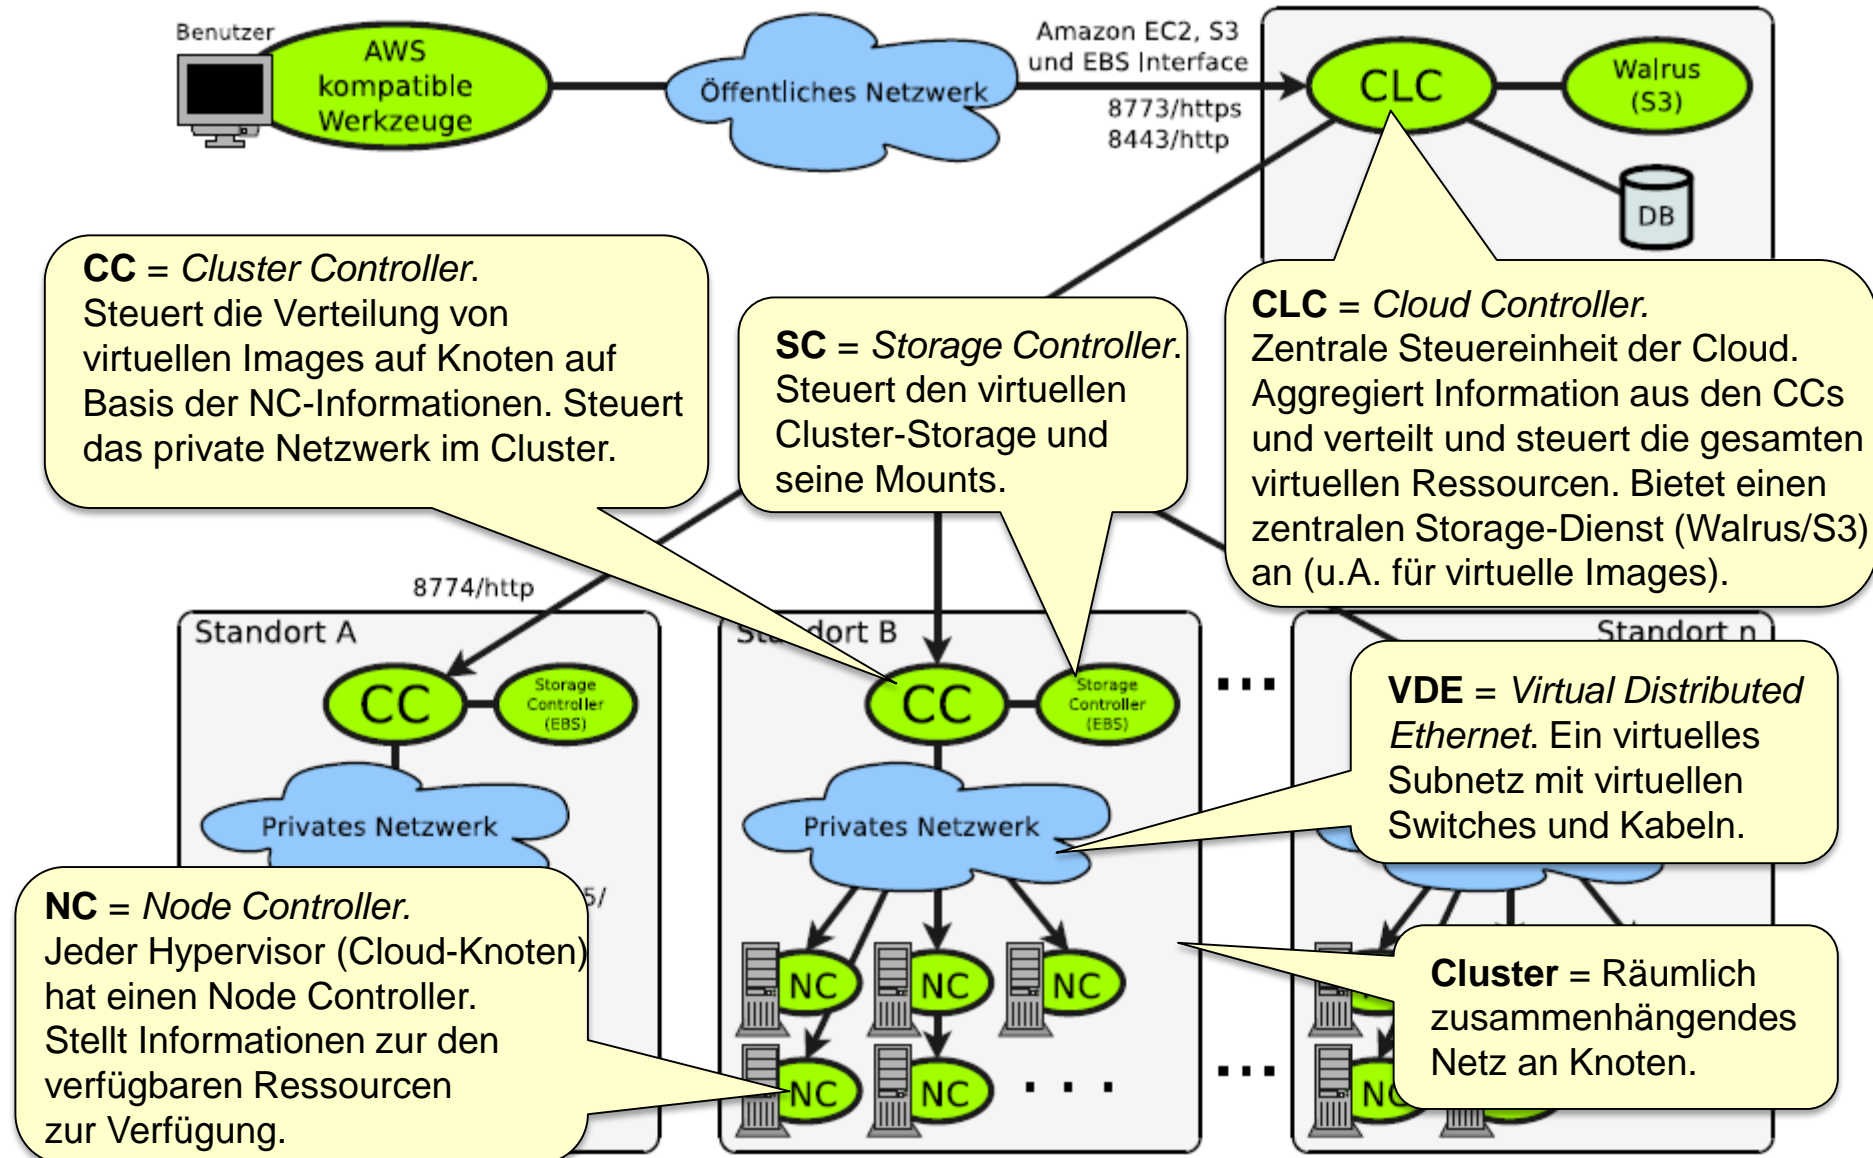 Benutzer
AWS
kompatible
Werkzeuge
Öffentliches Netzwerk
Amazon EC2, S3
und EBS Interface
8773/https
8443/http
CLC
Walrus
(S3)
DB
CC = Cluster Controller.
Steuert die Verteilung von
virtuellen Images auf Knoten auf
Basis der NC-Informationen. Steuert
das private Netzwerk im Cluster.
SC = Storage Controller.
Steuert den virtuellen
Cluster-Storage und
seine Mounts.
CLC = Cloud Controller.
Zentrale Steuereinheit der Cloud.
Aggregiert Information aus den CCs
und verteilt und steuert die gesamten
virtuellen Ressourcen. Bietet einen
zentralen Storage-Dienst (Walrus/S3)
an (u.A. für virtuelle Images).
8774/http
Standort A
CC
Storage
Controller
(EBS)
Privates Netzwerk
5/
Standort B
CC
Storage
Controller
(EBS)
Privates Netzwerk
...
Standort n
VDE = Virtual Distributed
Ethernet. Ein virtuelles
Subnetz mit virtuellen
Switches und Kabeln.
NC = Node Controller.
Jeder Hypervisor (Cloud-Knoten)
hat einen Node Controller.
Stellt Informationen zur den
verfügbaren Ressourcen
zur Verfügung.
NC
NC
NC
NC
NC
. . .
...
Cluster = Räumlich
zusammenhängendes
Netz an Knoten.
NC